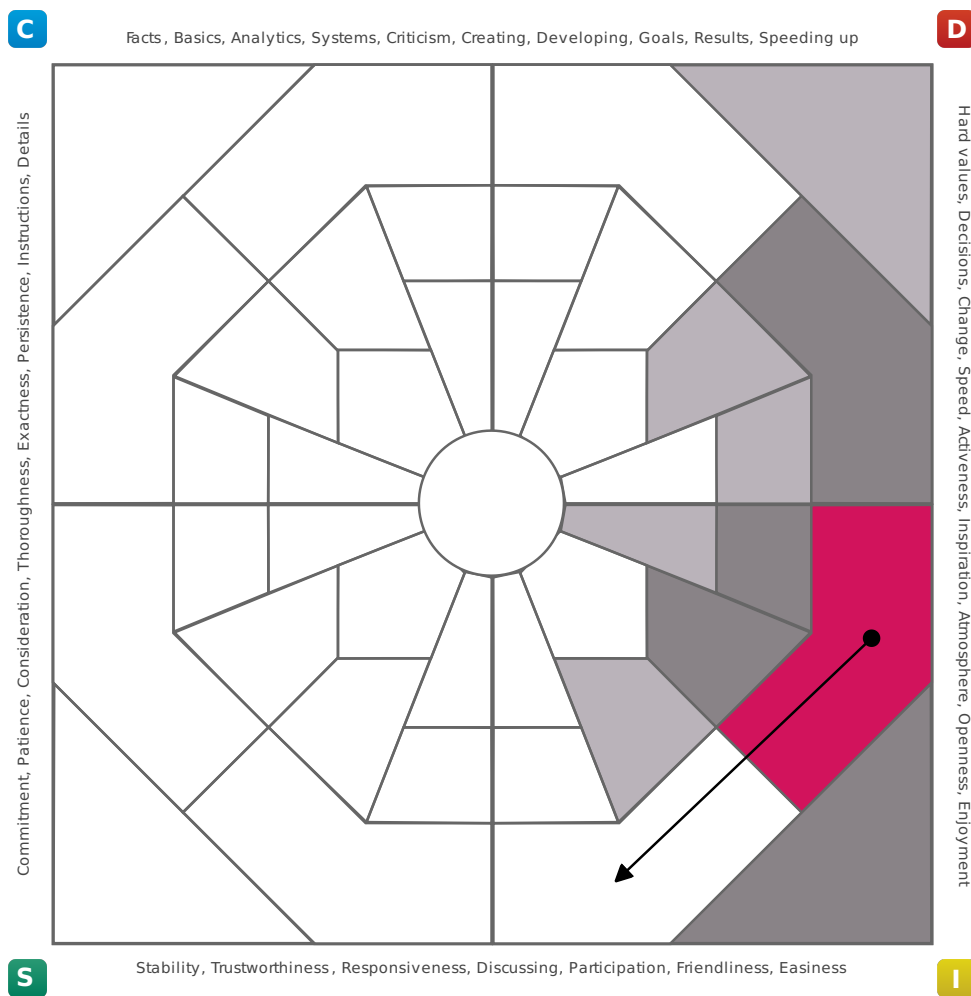 C
Facts, Basics, Analytics, Systems, Criticism, Creating, Developing, Goals, Results, Speeding up
D
Commitment, Patience, Consideration, Thoroughness, Exactness, Persistence, Instructions, Details
Hard values, Decisions, Change, Speed, Activeness, Inspiration, Atmosphere, Openness, Enjoyment
S
Stability, Trustworthiness, Responsiveness, Discussing, Participation, Friendliness, Easiness
I